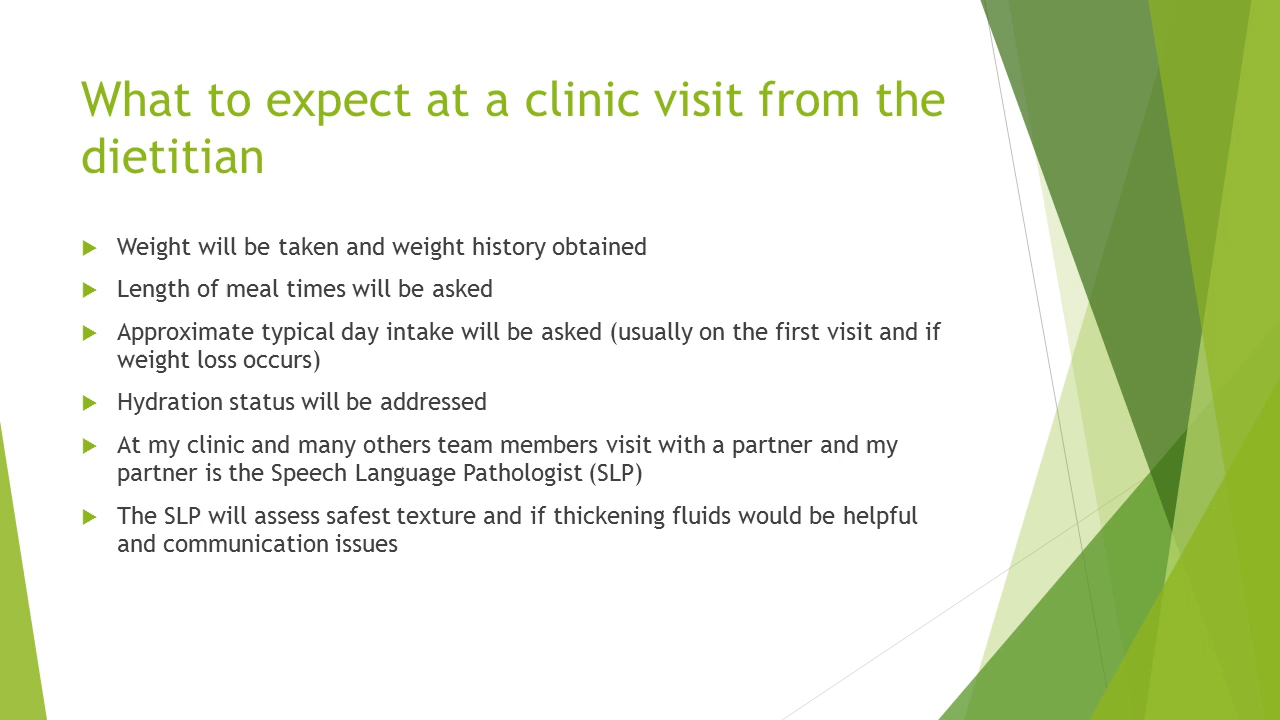 What to expect at a clinic visit from the
dietitian
Weight will be taken and weight history obtained
Length of meal times will be asked
Approximate typical day intake will be asked (usually on the first visit and if
weight loss occurs)
Hydration status will be addressed
At my clinic and many others team members visit with a partner and my
partner is the Speech Language Pathologist (SLP)
The SLP will assess safest texture and if thickening fluids would be helpful
and communication issues